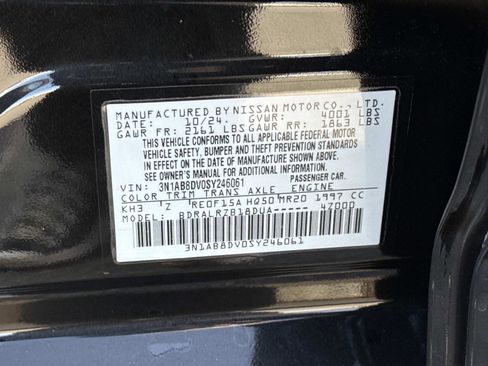 MANUFACTURED BY NISSAN MOTOR CO., LTD.
DATE: 10/24 GVWR: 4001 LBS
GAWR FR: 2161 LBS GAWR RR: 1863 LBS
THIS VEHICLE CONFORMS TO ALL APPLICABLE FEDERAL MOTOR
VEHICLE SAFETY, BUMPER AND THEFT PREVENTION STANDARDS
IN EFFECT ON THE DATE OF MANUFACTURE SHOWN ABOVE.
SEE OWNER'S MANUAL FOR ADDITIONAL INFORMATION.
VIN: 3N1AB8DV0SY246061 PASSENGER CAR.
COLOR TRIM TRANS AXLE ENGINE
KH3 Z RE0F15A HQ50 MR20 1997 CC
MODEL: BDRALRZB18DUA----- 47000
3N1AB8DV0SY246061